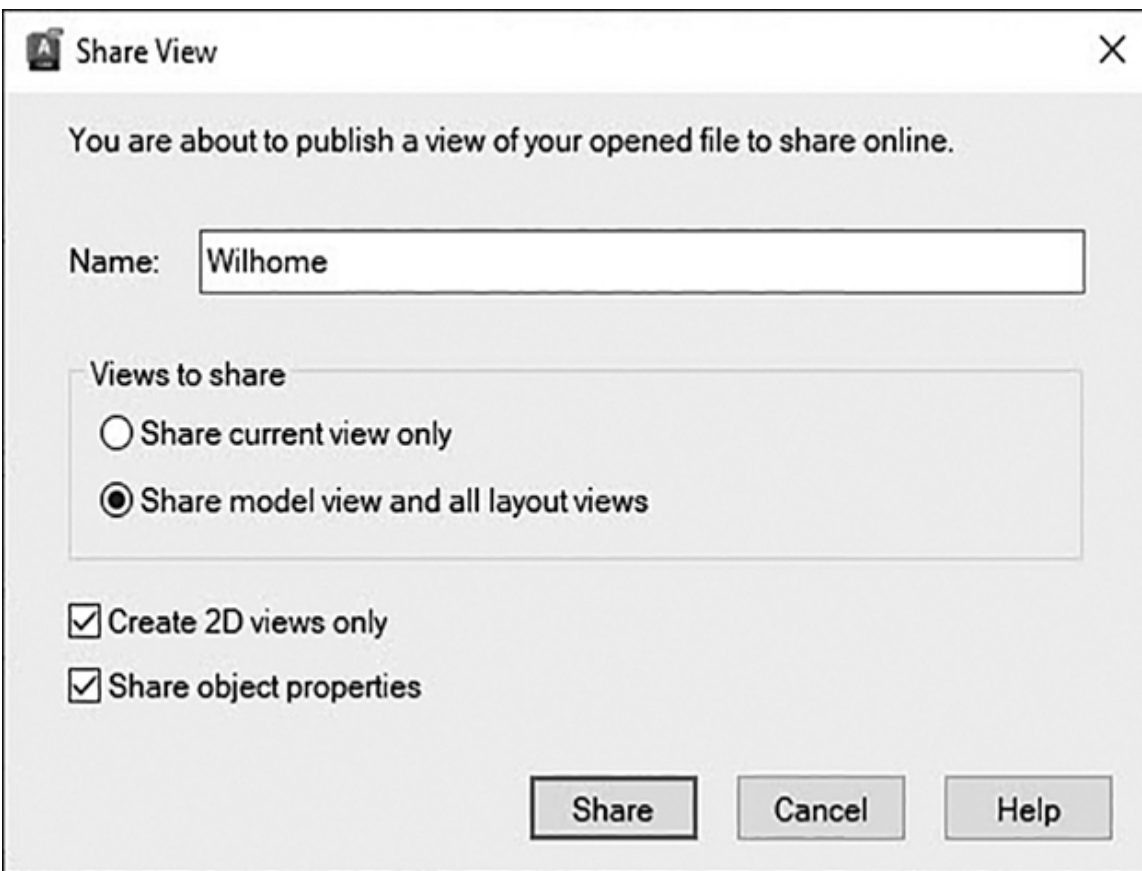 Share View
You are about to publish a view of your opened file to share online.
Name: Wilhome
Views to share
Share current view only
Share model view and all layout views
Create 2D views only
Share object properties
Share Cancel Help